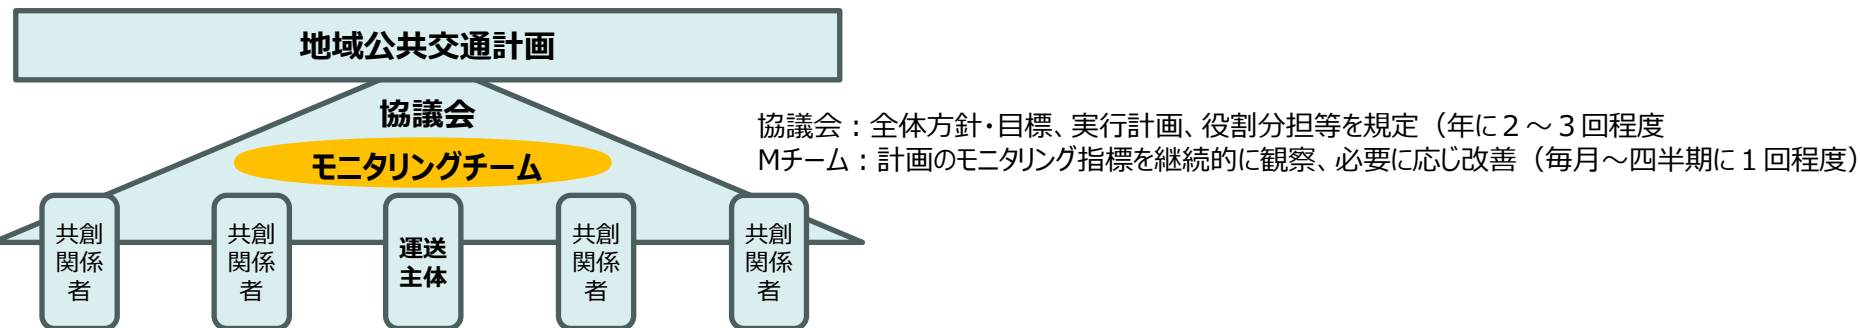 地域公共交通計画
協議会
モニタリングチーム
協議会：全体方針・目標、実行計画、役割分担等を規定（年に２～３回程度
Mチーム：計画のモニタリング指標を継続的に観察、必要に応じ改善（毎月～四半期に１回程度）
共創
関係
者
共創
関係
者
運送
主体
共創
関係
者
共創
関係
者